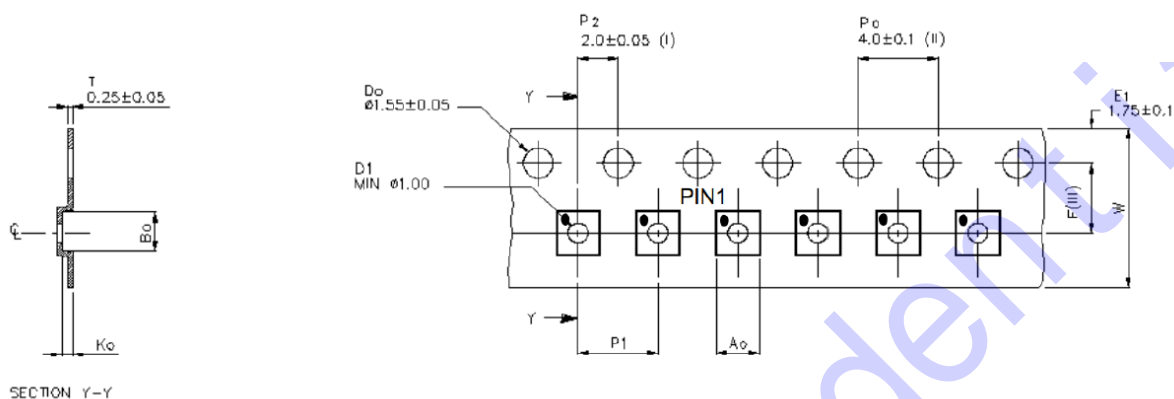 T
0.25±0.05
Bo
Ko
SECTION Y-Y
P2
2.0±0.05 (I)
Po
4.0±0.1 (II)
Do
ø1.55±0.05
Y
E1
1.75±0.1
D1
MIN ø1.00
PIN1
F(III)
W
Y
P1
Ao
dent i